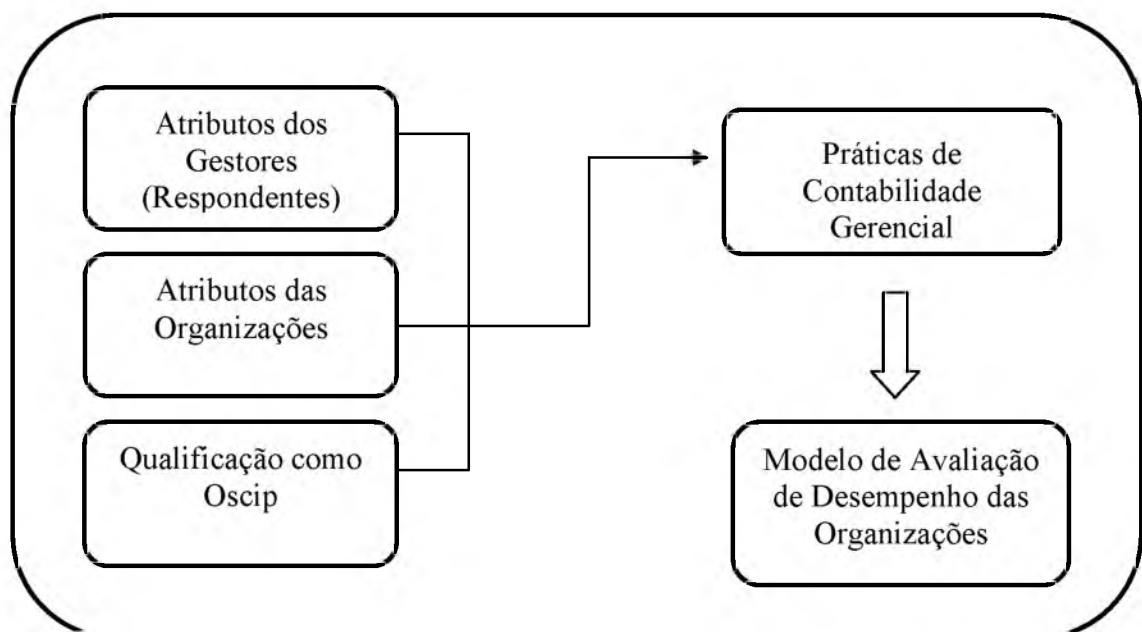 Atributos dos
Gestores
(Respondentes)
Atributos das
Organizações
Qualificação como
Oscip
Práticas de
Contabilidade
Gerencial
Modelo de Avaliação
de Desempenho das
Organizações